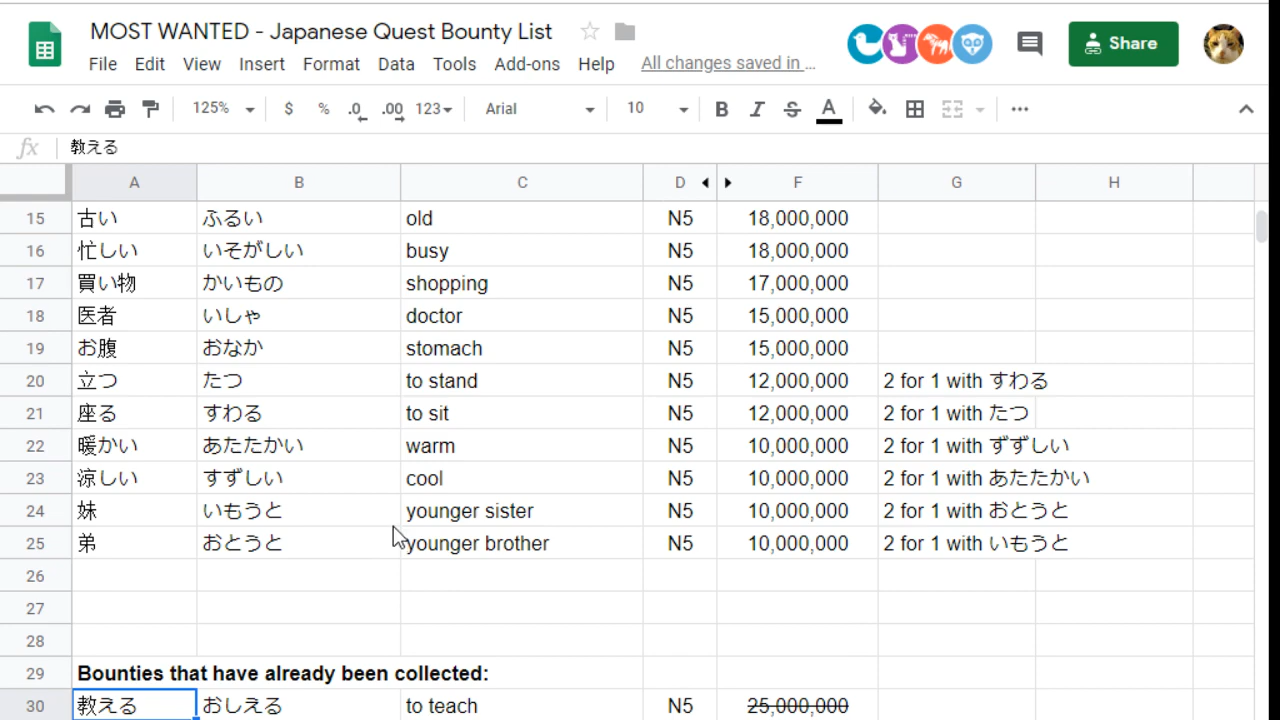 MOST WANTED - Japanese Quest Bounty List
File Edit View Insert Format Data Tools Add-ons Help All changes saved in ...
Share
125% $ % .0 .00 123 Arial 10 B I S A ...
fx 教える
A B C D F G H
15 古い ふるい old N5 18,000,000
16 忙しい いそがしい busy N5 18,000,000
17 買い物 かいもの shopping N5 17,000,000
18 医者 いしゃ doctor N5 15,000,000
19 お腹 おなか stomach N5 15,000,000
20 立つ たつ to stand N5 12,000,000 2 for 1 with すわる
21 座る すわる to sit N5 12,000,000 2 for 1 with たつ
22 暖かい あたたかい warm N5 10,000,000 2 for 1 with ずずしい
23 涼しい すずしい cool N5 10,000,000 2 for 1 with あたたかい
24 妹 いもうと younger sister N5 10,000,000 2 for 1 with おとうと
25 弟 おとうと younger brother N5 10,000,000 2 for 1 with いもうと
26
27
28
29 Bounties that have already been collected:
30 教える おしえる to teach N5 25,000,000